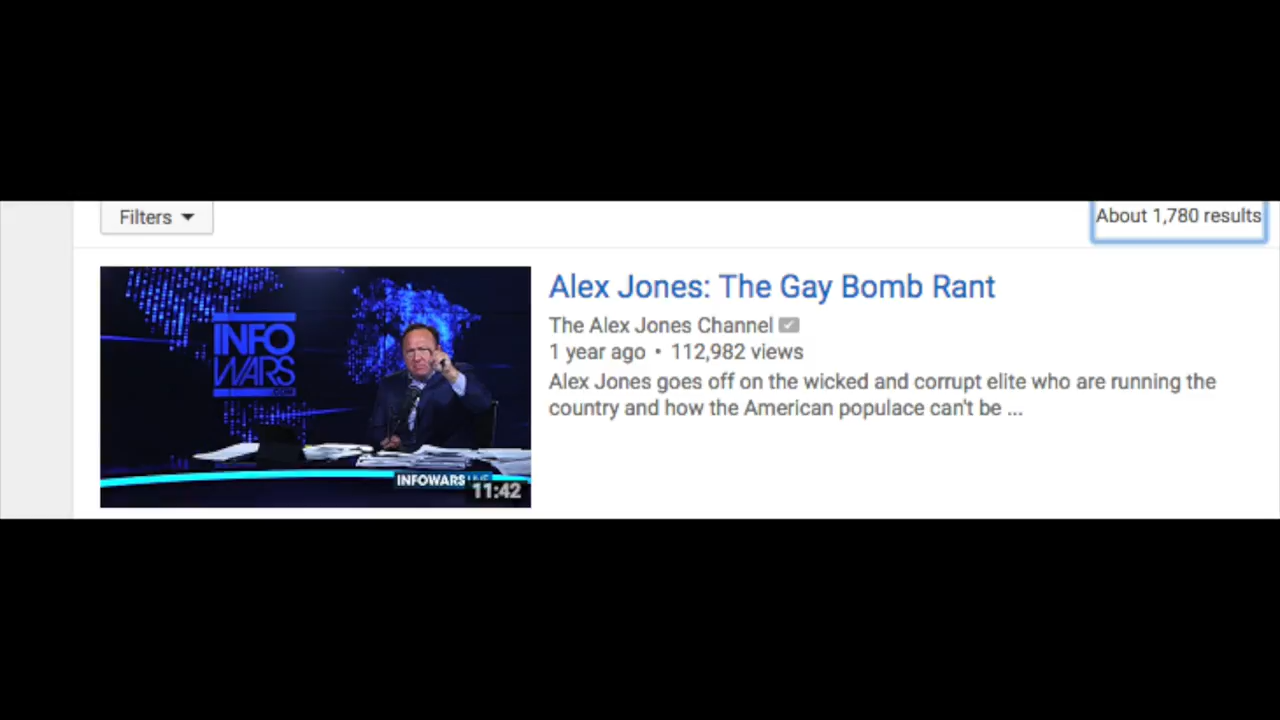 Filters
About 1,780 results
Alex Jones: The Gay Bomb Rant
The Alex Jones Channel
1 year ago • 112,982 views
Alex Jones goes off on the wicked and corrupt elite who are running the
country and how the American populace can't be ...
INFO
WARS
.COM
INFOWARS LIVE
11:42